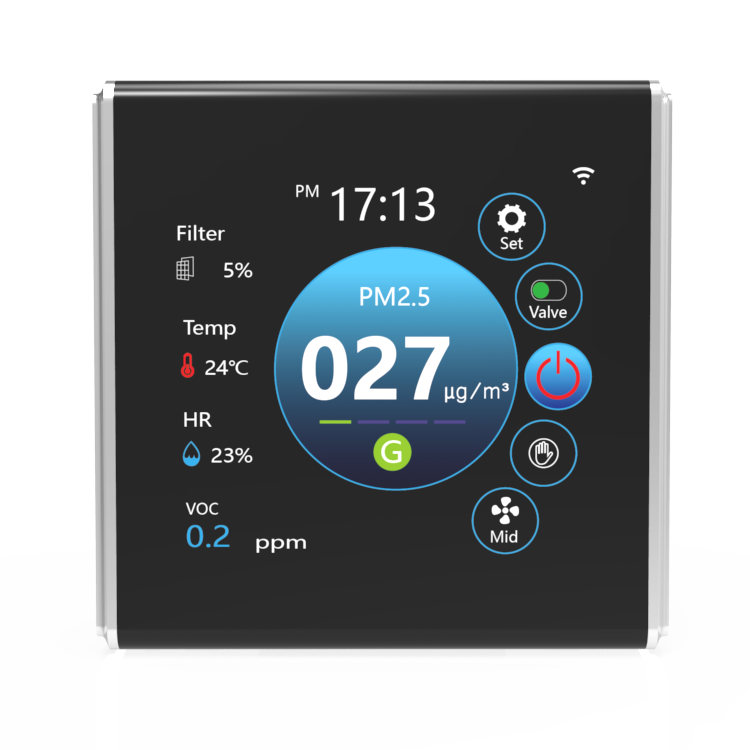 PM 17:13
Filter
5%
Temp
24℃
HR
23%
VOC
0.2 ppm
PM2.5
027 µg/m³
G
Set
Valve
Mid